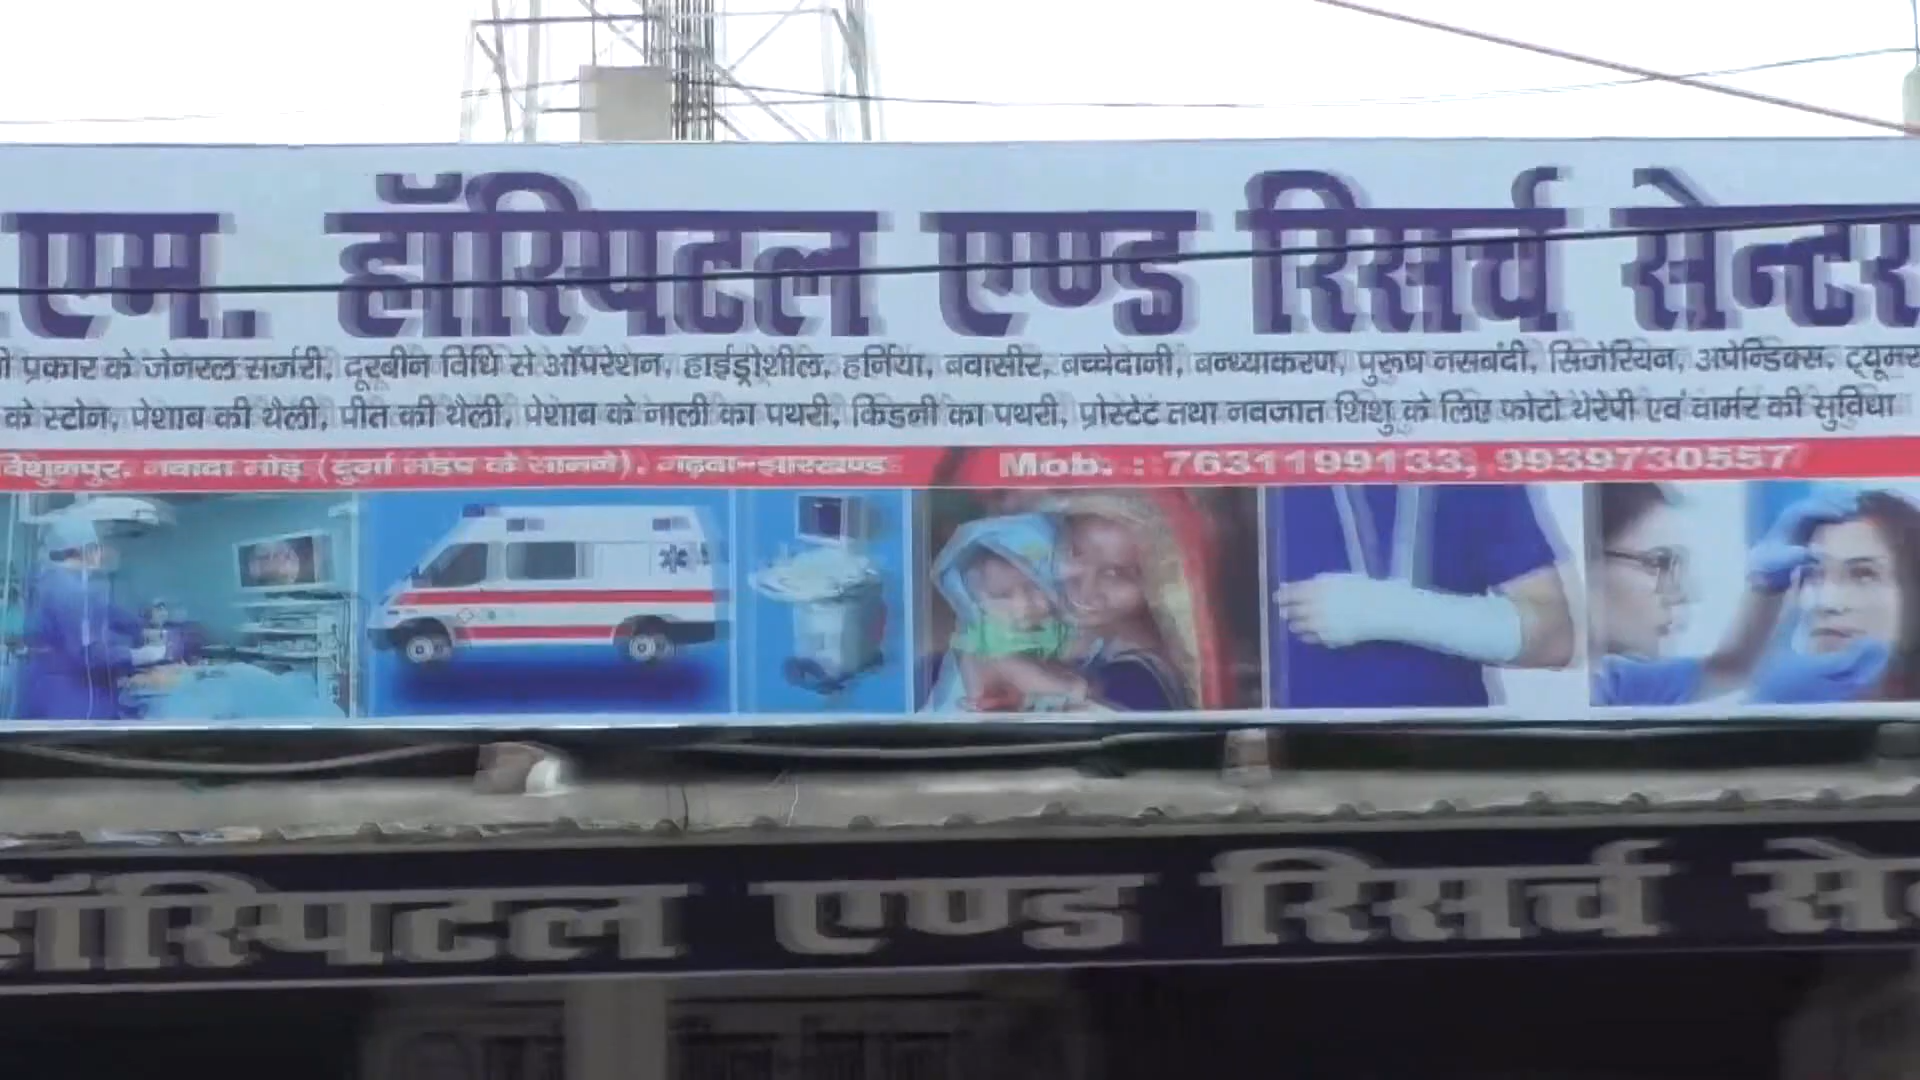 एम. हॉस्पिटल एण्ड रिसर्च सेन्टर
प्रकार के जेनरल सर्जरी, दूरबीन विधि से ऑपरेशन, हाईड्रोशील, हर्निया, बवासीर, बच्चेदानी, बन्ध्याकरण, पुरूष नसबंदी, सिजेरियन, अपेन्डिक्स, ट्यूमर
के स्टोन, पेशाब की थैली, पीत की थैली, पेशाब के नाली का पथरी, किडनी का पथरी, प्रोस्टेट तथा नवजात शिशु के लिए फोटो थेरेपी एवं वार्मर की सुविधा
नवादा मोड़ (दुर्गा मंडप के सामने), गढ़वा-झारखण्ड Mob. : 7631199133, 9939730557
हॉस्पिटल एण्ड रिसर्च